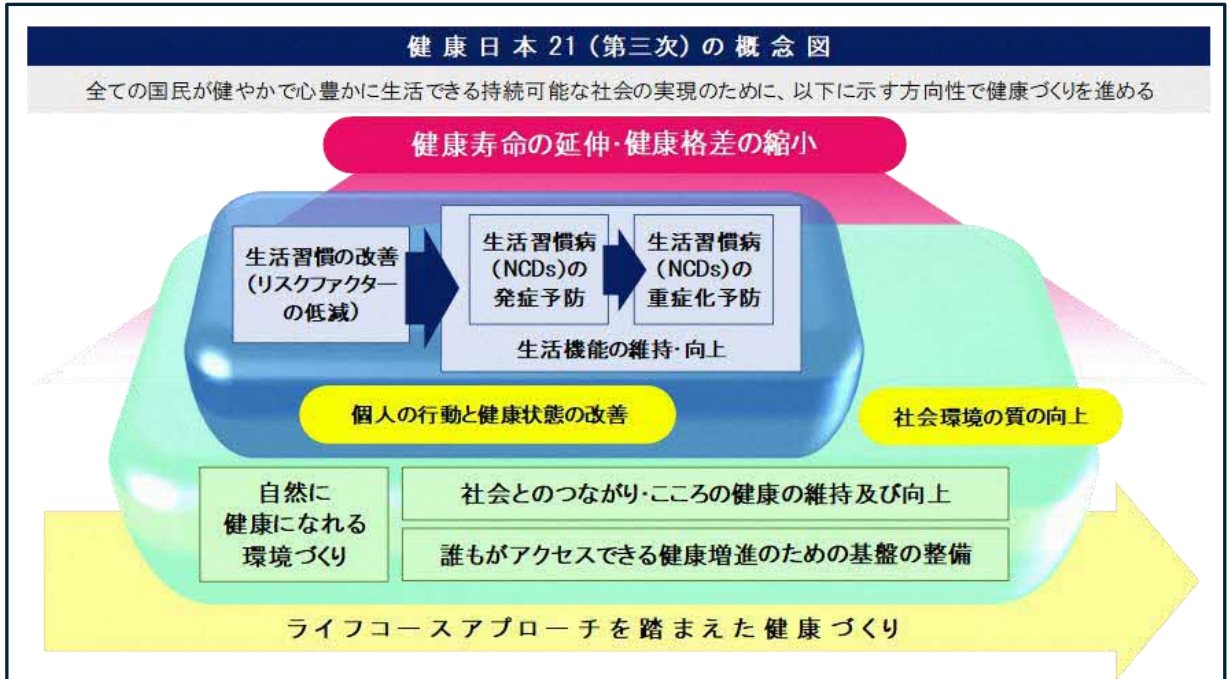 健康日本21(第三次)の概念図
全ての国民が健やかで心豊かに生活できる持続可能な社会の実現のために、以下に示す方向性で健康づくりを進める
健康寿命の延伸・健康格差の縮小
生活習慣の改善
(リスクファクター
の低減)
生活習慣病
(NCDs)の
発症予防
生活習慣病
(NCDs)の
重症化予防
生活機能の維持・向上
個人の行動と健康状態の改善
社会環境の質の向上
自然に
健康になれる
環境づくり
社会とのつながり・こころの健康の維持及び向上
誰もがアクセスできる健康増進のための基盤の整備
ライフコースアプローチを踏まえた健康づくり